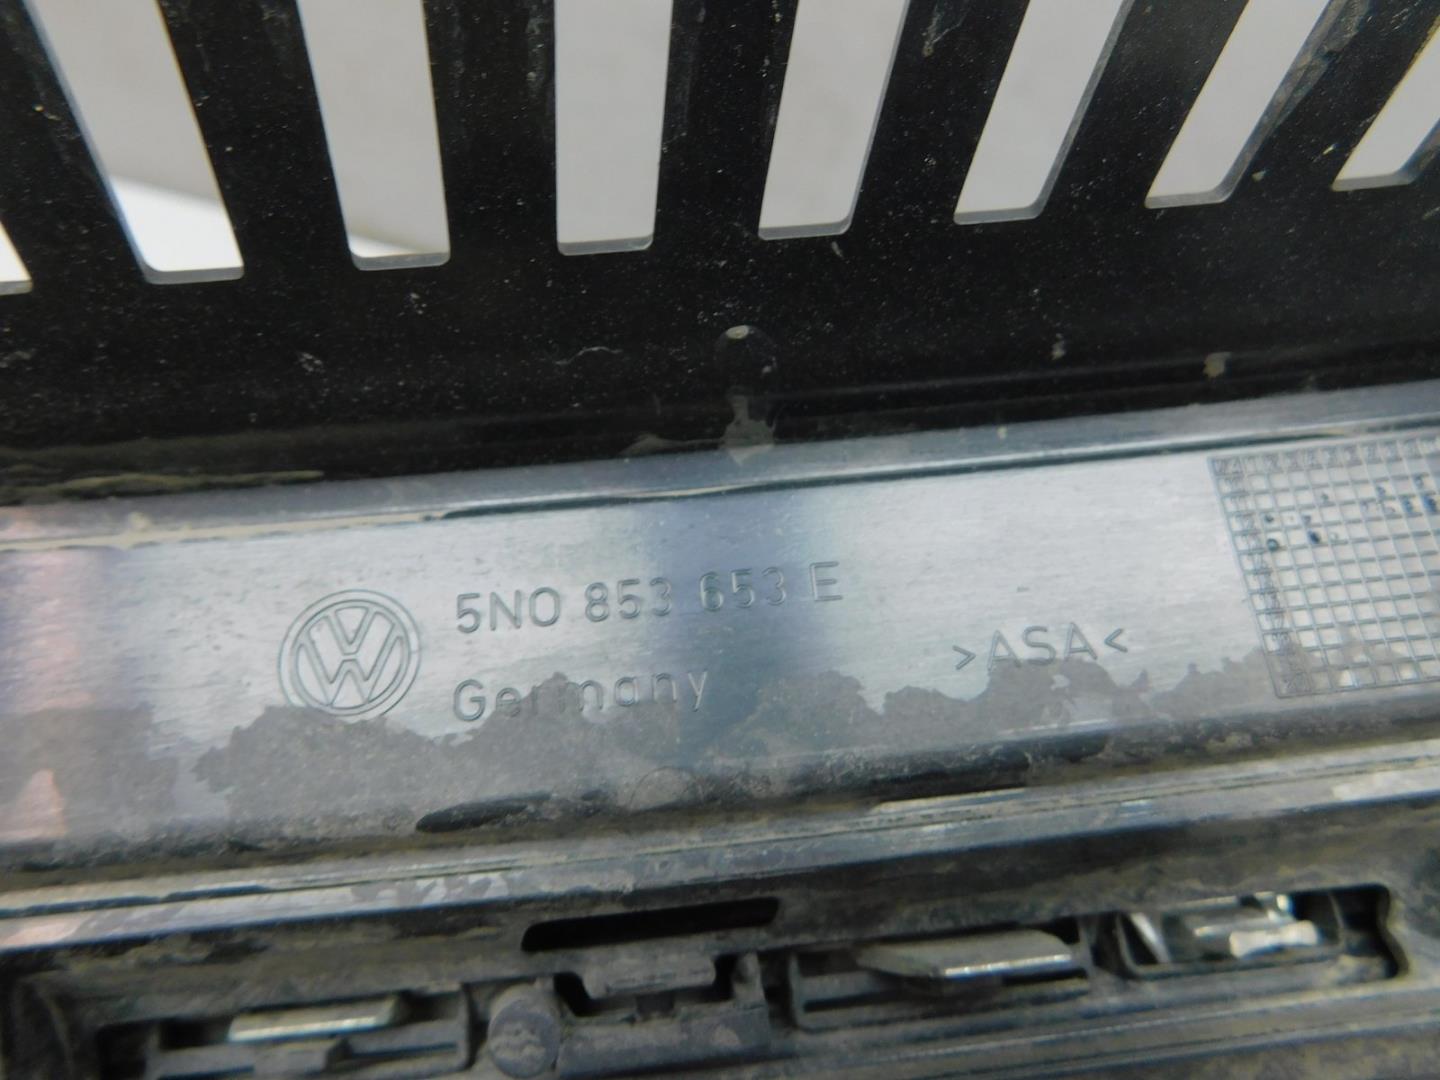 5N0 853 653 E
Germany
>ASA<